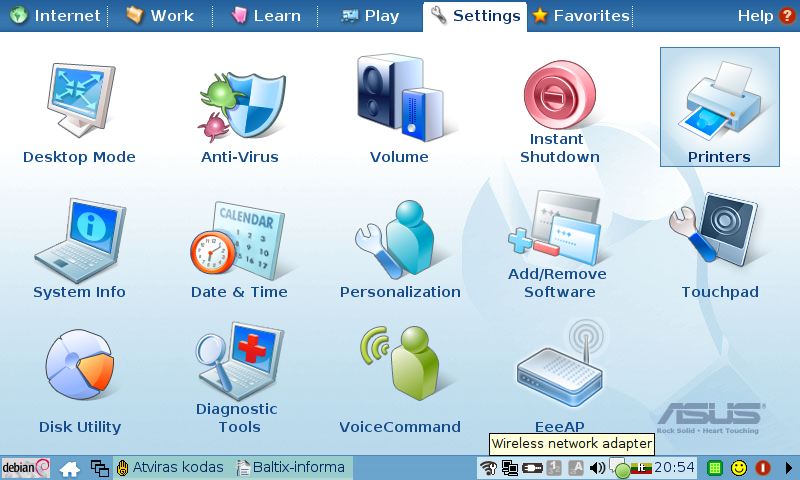 Internet Work Learn Play Settings Favorites Help ?
Desktop Mode Anti-Virus Volume Instant Shutdown Printers
CALENDAR
System Info Date & Time Personalization Add/Remove Software Touchpad
Disk Utility Diagnostic Tools VoiceCommand EeeAP
ASUS
Rock Solid • Heart Touching
Wireless network adapter
debian Atviras kodas Baltix-informa 1 A lt 20:54